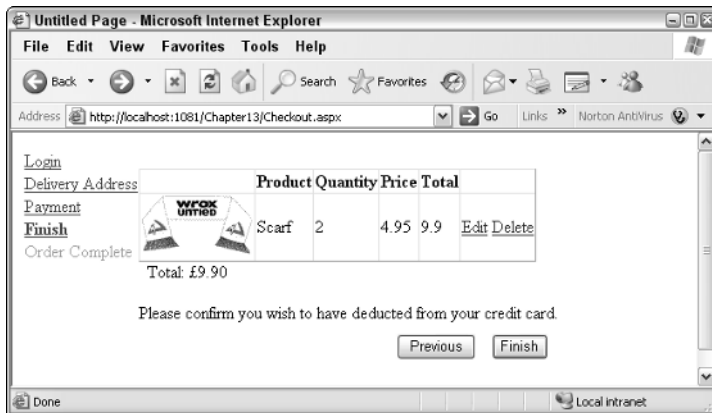 Untitled Page - Microsoft Internet Explorer
File Edit View Favorites Tools Help
Back Search Favorites
Address http://localhost:1081/Chapter13/Checkout.aspx Go Links » Norton AntiVirus
Login
Delivery Address
Payment
Finish
Order Complete
Product Quantity Price Total
wrox
UNTIED
Scarf 2 4.95 9.9 Edit Delete
Total: £9.90
Please confirm you wish to have deducted from your credit card.
Previous Finish
Done Local intranet